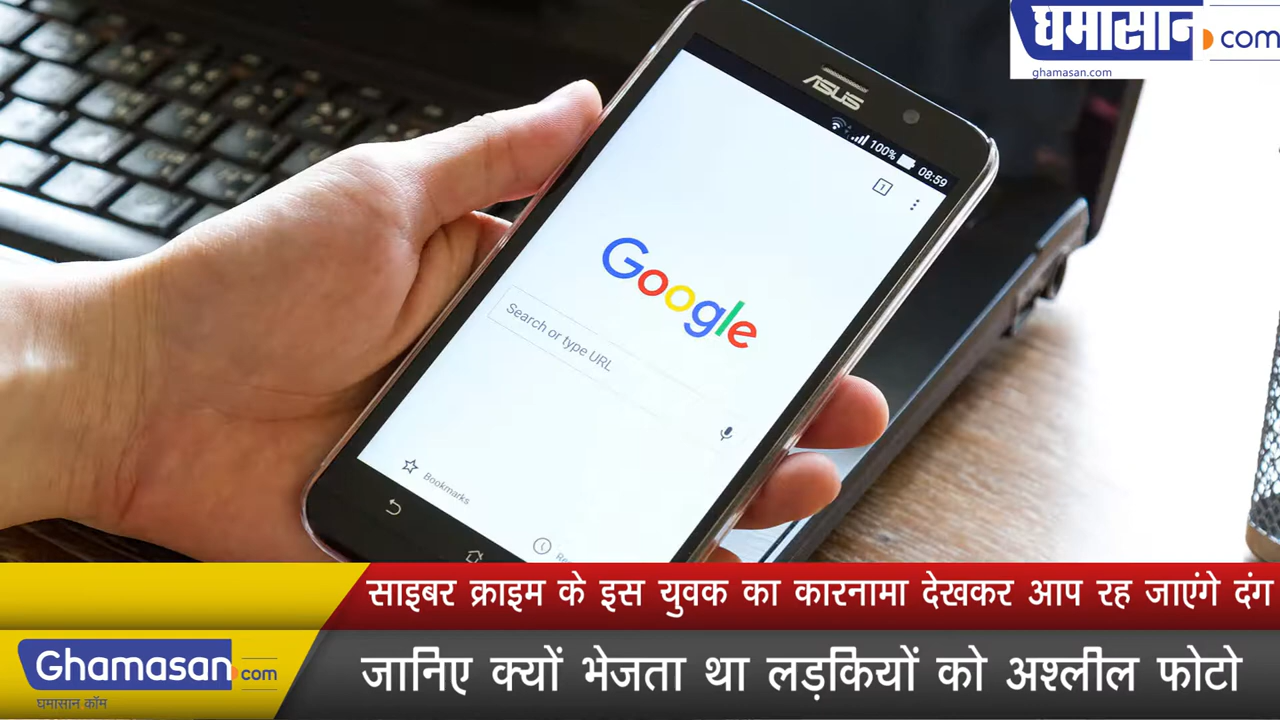 घमासान.com
ghamasan.com
ASUS
100% 08:59
1
Google
Search or type URL
Bookmarks
साइबर क्राइम के इस युवक का कारनामा देखकर आप रह जाएंगे दंग
जानिए क्यों भेजता था लड़कियों को अश्लील फोटो
Ghamasan.com
घमासान कॉम